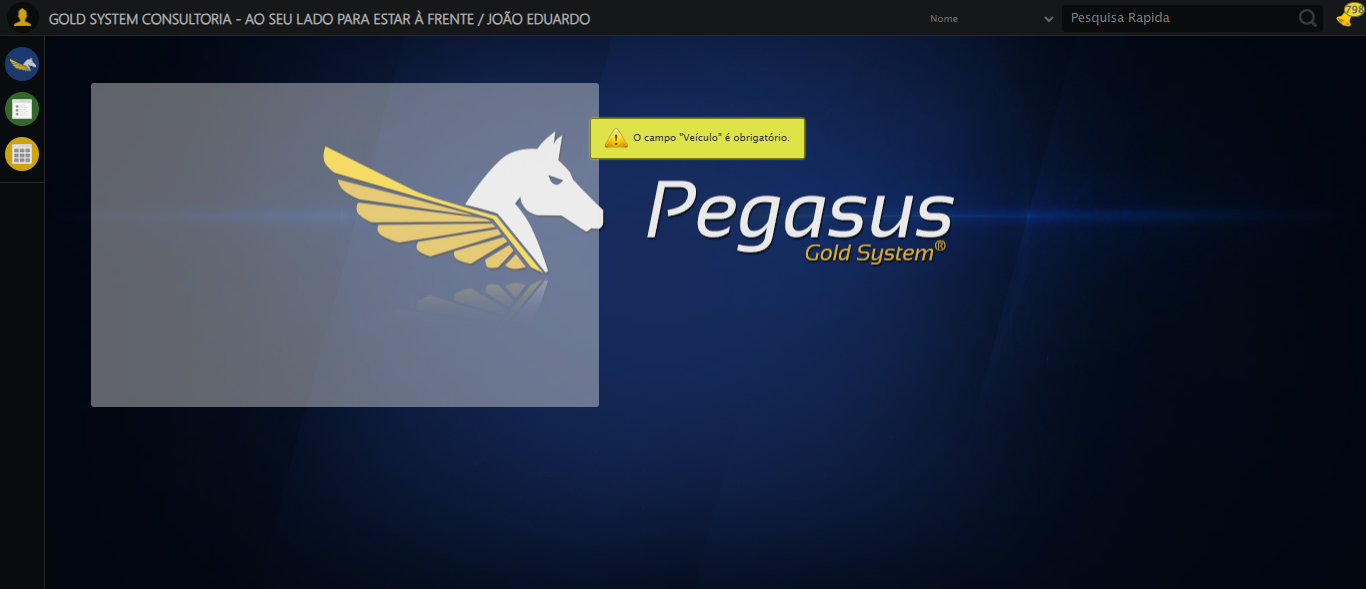 GOLD SYSTEM CONSULTORIA - AO SEU LADO PARA ESTAR À FRENTE / JOÃO EDUARDO
Nome
Pesquisa Rapida
798
O campo "Veículo" é obrigatório.
Pegasus
Gold System®